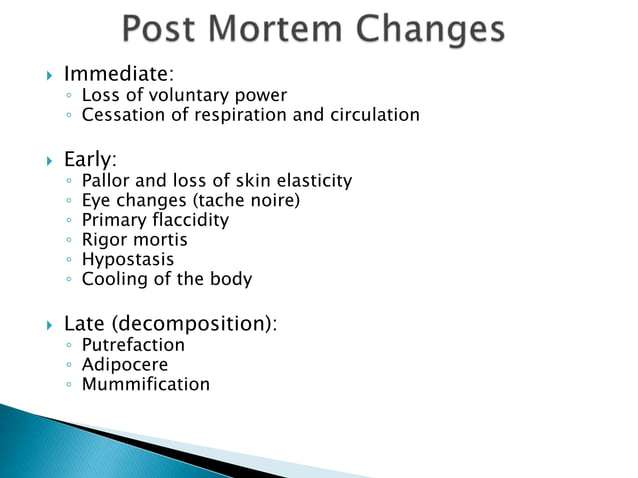 Post Mortem Changes
Immediate:
Loss of voluntary power
Cessation of respiration and circulation
Early:
Pallor and loss of skin elasticity
Eye changes (tache noire)
Primary flaccidity
Rigor mortis
Hypostasis
Cooling of the body
Late (decomposition):
Putrefaction
Adipocere
Mummification